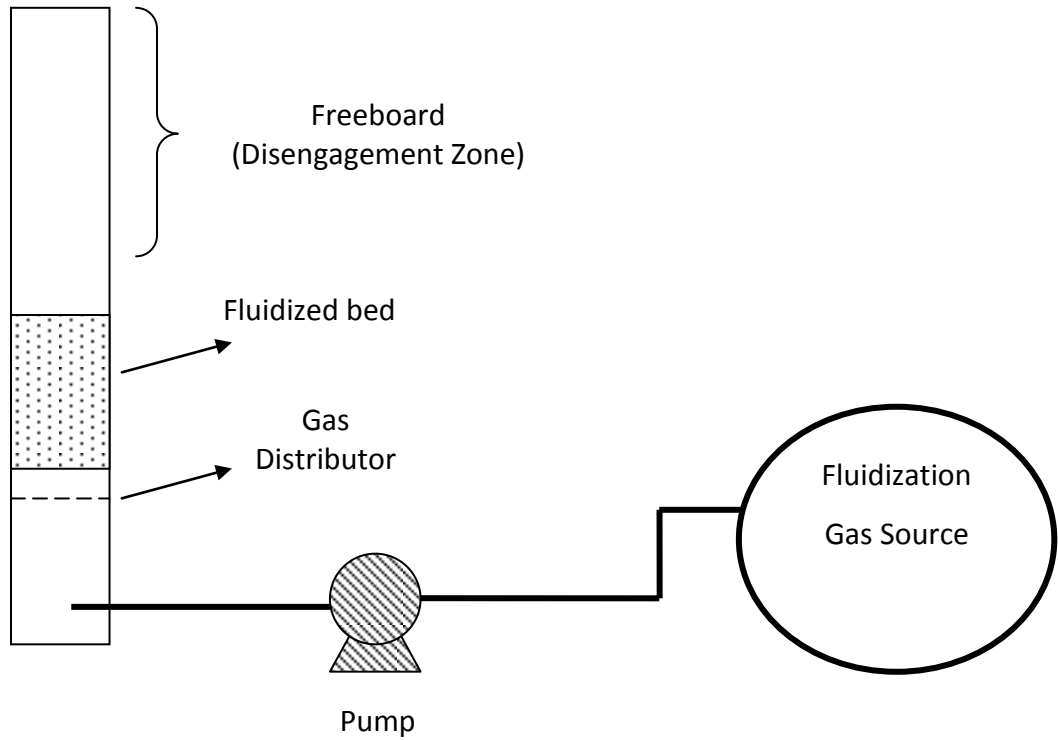 Freeboard
(Disengagement Zone)
Fluidized bed
Gas
Distributor
Fluidization
Gas Source
Pump